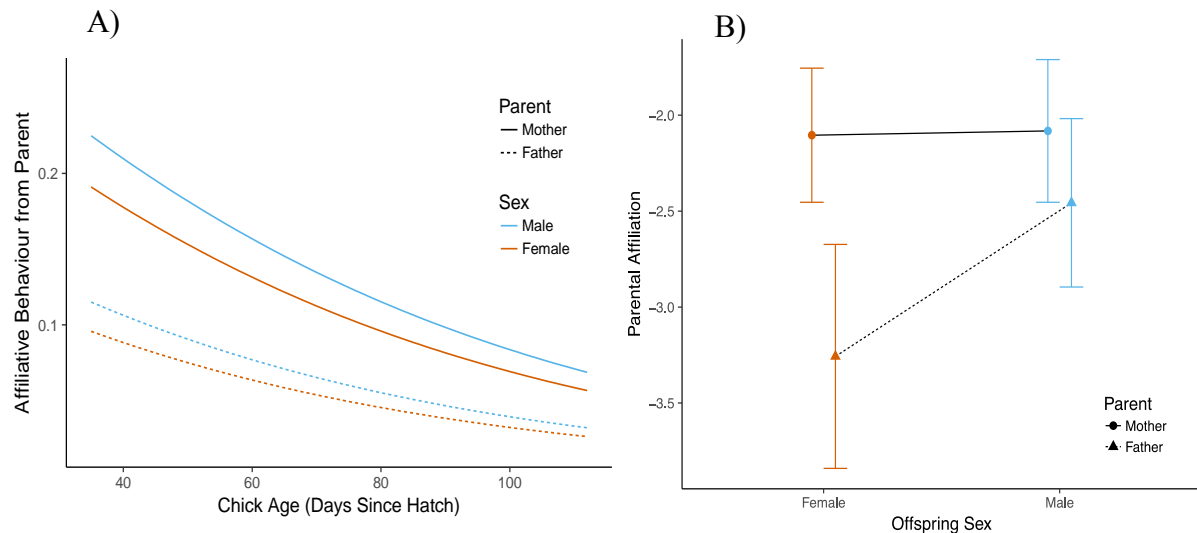 A)
Affiliative Behaviour from Parent
0.2
0.1
40
60
80
100
Chick Age (Days Since Hatch)
Parent
Mother
Father
Sex
Male
Female
B)
Parental Affiliation
−2.0
−2.5
−3.0
−3.5
Female
Male
Offspring Sex
Parent
Mother
Father